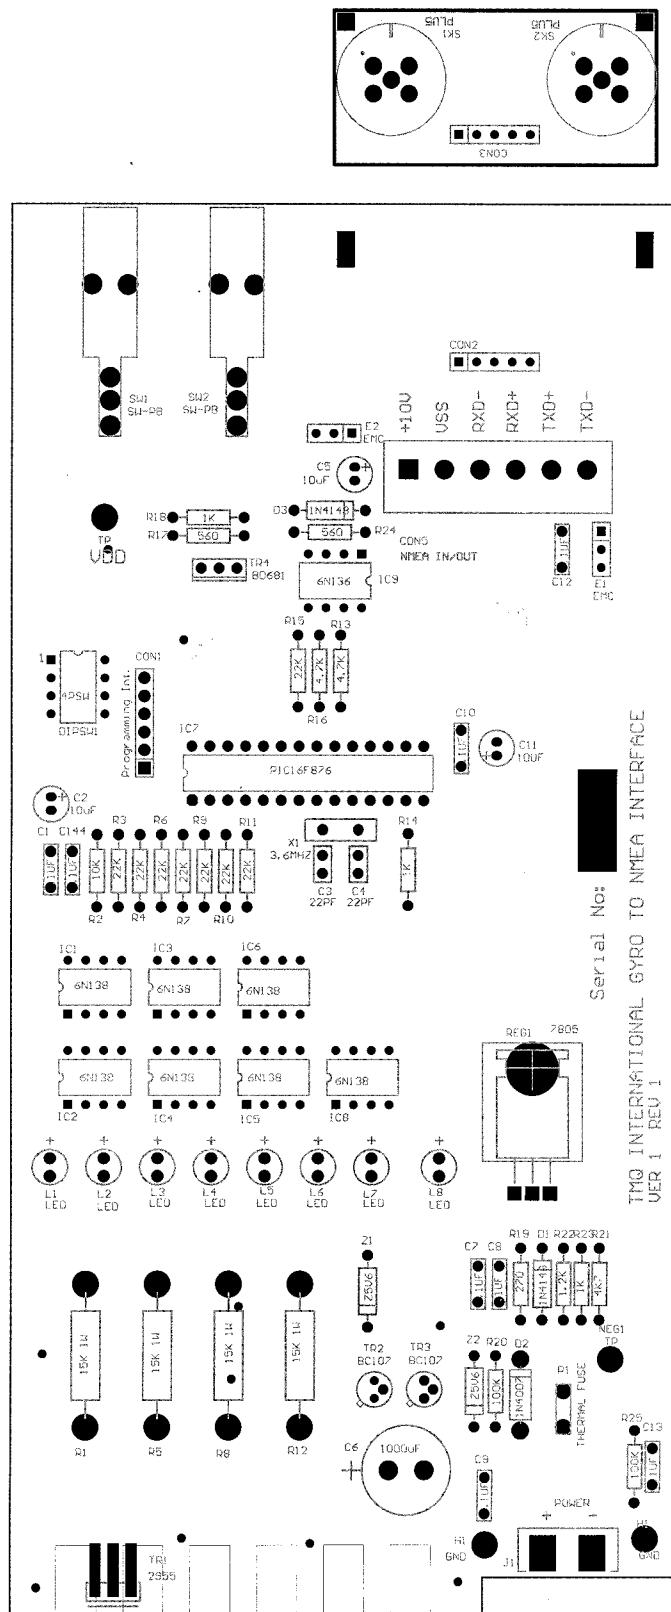 SK1
PLUS
SK2
PLUS
CON3
CON2
SW1
SW-PB
SW2
SW-PB
+10V
VSS
RXD-
RXD+
TXD+
TXD-
E2
EMC
C5
10uF
R18
1K
R17
560
D3
1N4148
560
R24
TP
VDD
TR4
BD681
CON5
NMEA IN/OUT
6N136
IC9
.1UF
C12
E1
EMC
R15
R13
22K
4.7K
4.7K
R16
1
4PSW
DIPSW1
CON1
Programming Int.
IC7
PIC16F876
C10
.1UF
C11
10UF
C2
10uF
C1
C144
.1UF
.1UF
R3
R6
R9
R11
10K
22K
22K
22K
22K
22K
22K
22K
R2
R4
R7
R10
X1
3.6MHZ
C3
22PF
C4
22PF
R14
1K
Serial No:
TMQ INTERNATIONAL GYRO TO NMEA INTERFACE
VER 1 REV 1
IC1
6N138
IC3
6N138
IC6
6N138
6N138
IC2
6N138
IC4
6N138
IC5
6N138
IC8
REG1
7805
L1
LED
L2
LED
L3
LED
L4
LED
L5
LED
L6
LED
L7
LED
L8
LED
Z1
Z5V6
C7
C8
.1UF
.1UF
R19
D1
R22
R23
R21
270
1N4148
1.2K
1K
4K7
NEG1
TP
15K 1W
15K 1W
15K 1W
15K 1W
R1
R5
R8
R12
TR2
BC107
TR3
BC107
Z2
R20
D2
Z5V6
100K
1N4007
P1
THERMAL FUSE
C6
1000uF
C9
.1UF
R25
C13
100K
.1UF
POWER
+
-
H1
GND
J1
H1
GND
TR1
2955